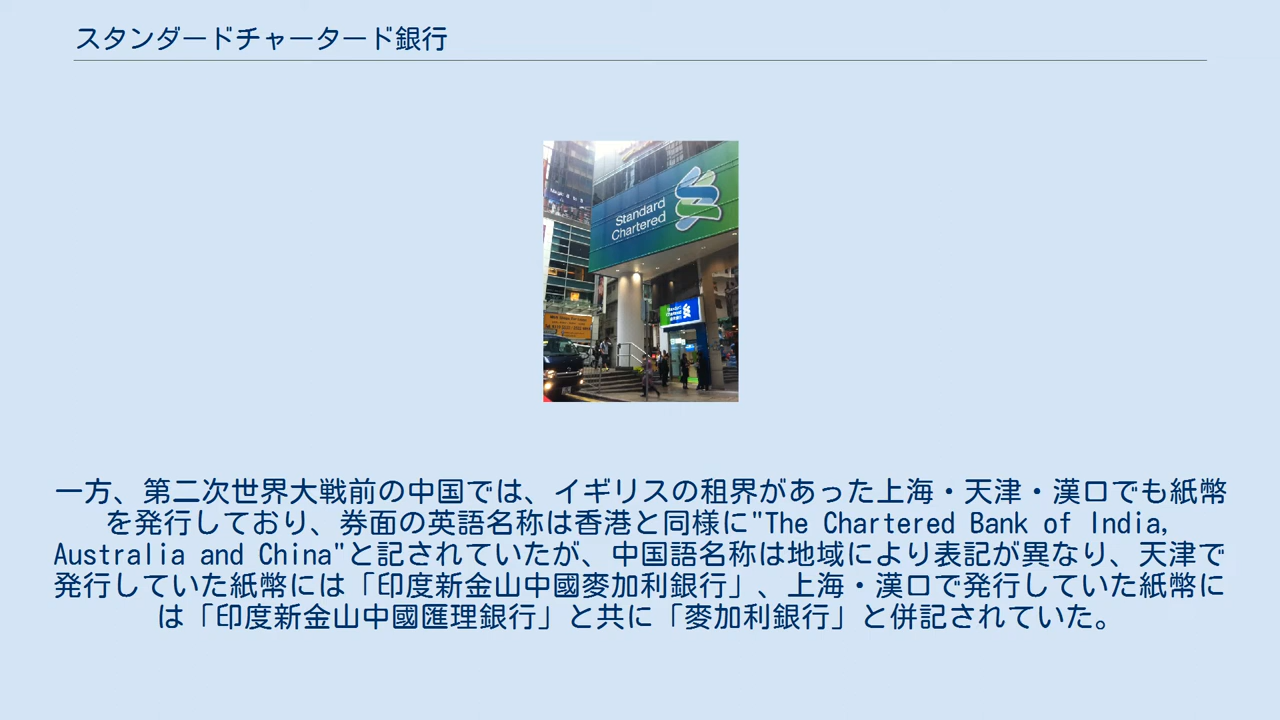 スタンダードチャータード銀行
Standard
Chartered
Standard
Chartered
一方、第二次世界大戦前の中国では、イギリスの租界があった上海・天津・漢口でも紙幣
を発行しており、券面の英語名称は香港と同様に"The Chartered Bank of India,
Australia and China"と記されていたが、中国語名称は地域により表記が異なり、天津で
発行していた紙幣には「印度新金山中國麥加利銀行」、上海・漢口で発行していた紙幣に
は「印度新金山中國匯理銀行」と共に「麥加利銀行」と併記されていた。